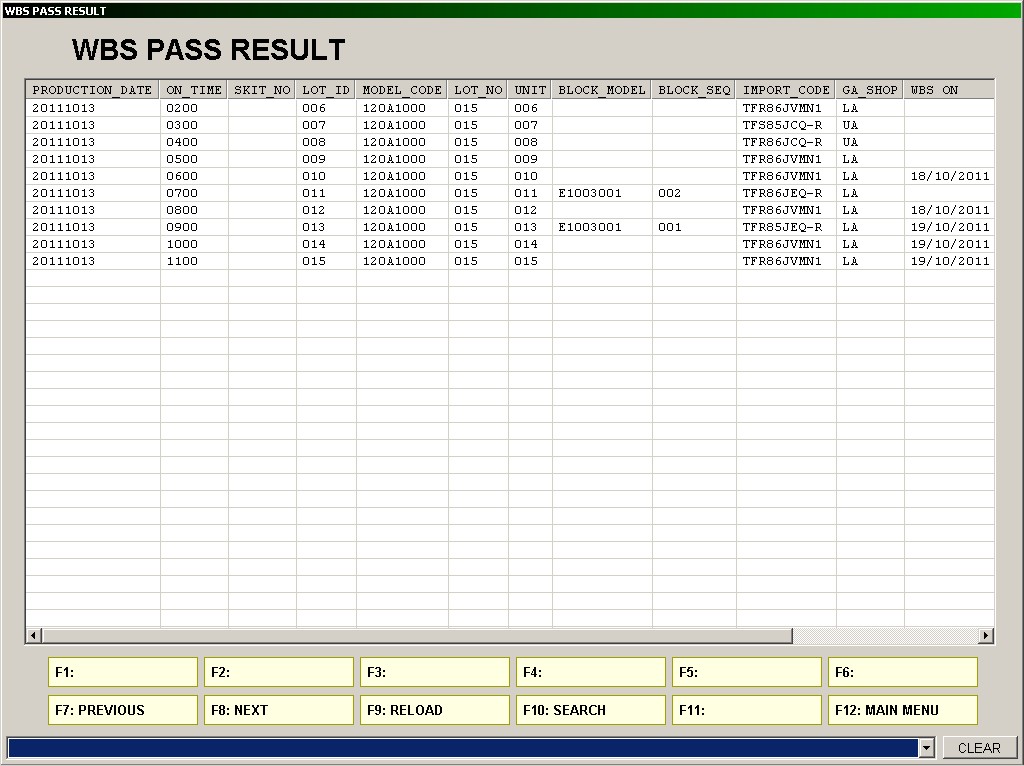 WBS PASS RESULT
WBS PASS RESULT
PRODUCTION_DATE ON_TIME SKIT_NO LOT_ID MODEL_CODE LOT_NO UNIT BLOCK_MODEL BLOCK_SEQ IMPORT_CODE GA_SHOP WBS ON
20111013 0200 006 120A1000 015 006 TFR86JVMN1 LA
20111013 0300 007 120A1000 015 007 TFS85JCQ-R UA
20111013 0400 008 120A1000 015 008 TFR86JCQ-R UA
20111013 0500 009 120A1000 015 009 TFR86JVMN1 LA
20111013 0600 010 120A1000 015 010 TFR86JVMN1 LA 18/10/2011
20111013 0700 011 120A1000 015 011 E1003001 002 TFR86JEQ-R LA
20111013 0800 012 120A1000 015 012 TFR86JVMN1 LA 18/10/2011
20111013 0900 013 120A1000 015 013 E1003001 001 TFR85JEQ-R LA 19/10/2011
20111013 1000 014 120A1000 015 014 TFR86JVMN1 LA 19/10/2011
20111013 1100 015 120A1000 015 015 TFR86JVMN1 LA 19/10/2011
F1: F2: F3: F4: F5: F6:
F7: PREVIOUS F8: NEXT F9: RELOAD F10: SEARCH F11: F12: MAIN MENU
CLEAR